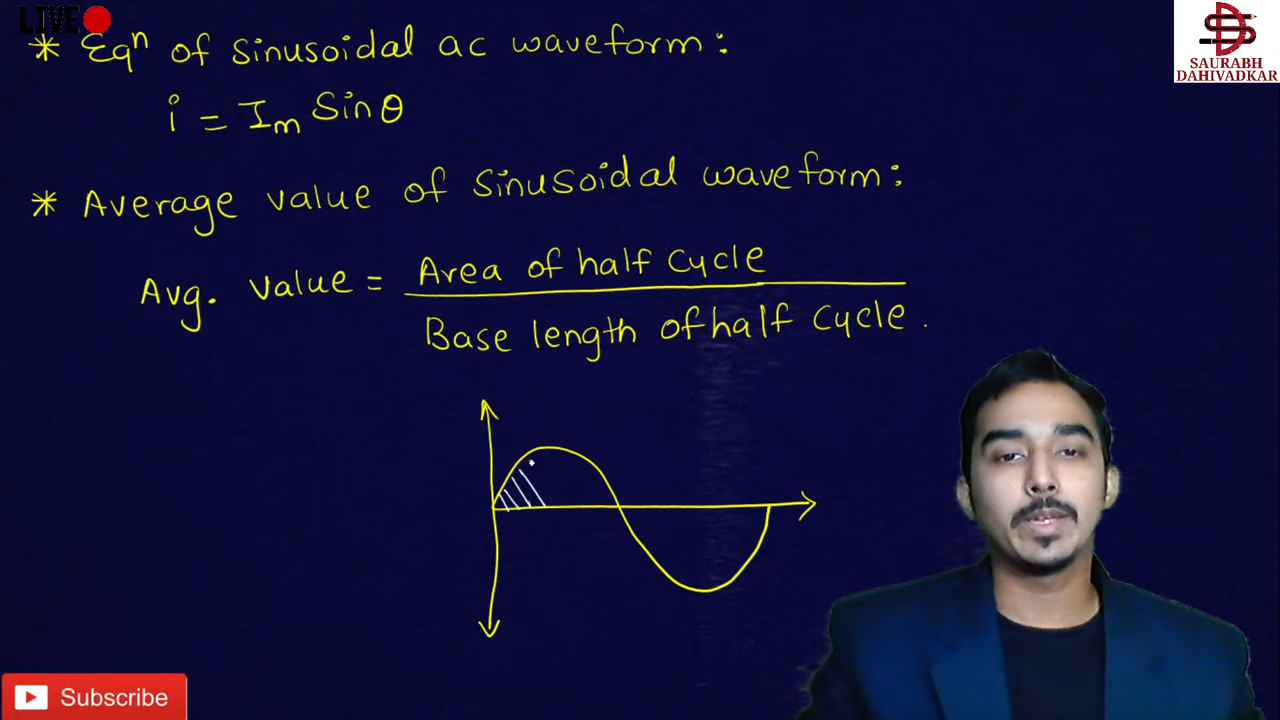 LIVE
SAURABH
DAHIVADKAR
* Eqⁿ of sinusoidal ac waveform:
i = Im Sinθ
* Average value of sinusoidal waveform:
Avg. value = Area of half cycle
Base length of half cycle.
Subscribe